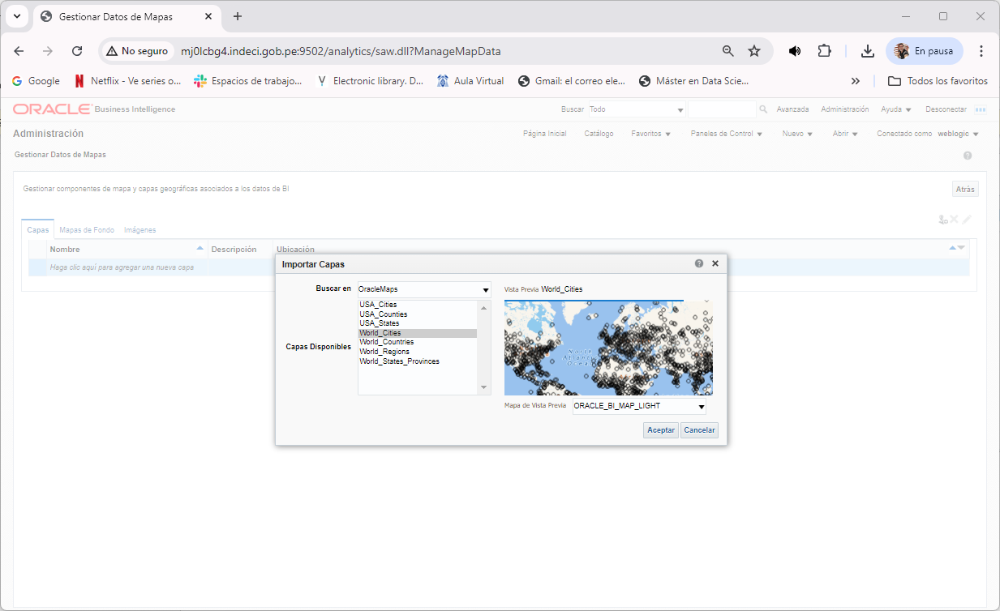 Gestionar Datos de Mapas
No seguro mj0lcbg4.indeci.gob.pe:9502/analytics/saw.dll?ManageMapData En pausa
Google Netflix - Ve series o... Espacios de trabajo... Electronic library. D... Aula Virtual Gmail: el correo ele... Máster en Data Scie... Todos los favoritos
ORACLE Business Intelligence Buscar Todo Avanzada Administración Ayuda Desconectar
Administración Página Inicial Catálogo Favoritos Paneles de Control Nuevo Abrir Conectado como weblogic
Gestionar Datos de Mapas
Gestionar componentes de mapa y capas geográficas asociados a los datos de BI Atrás
Capas Mapas de Fondo Imágenes
Nombre Descripción Ubicación
Haga clic aquí para agregar una nueva capa
Importar Capas
Buscar en OracleMaps Vista Previa World_Cities
USA_Cities
USA_Counties
USA_States
World_Cities
World_Countries
Capas Disponibles
World_Regions
World_States_Provinces
North
Atlantic
Ocean
Mapa de Vista Previa ORACLE_BI_MAP_LIGHT
Aceptar Cancelar